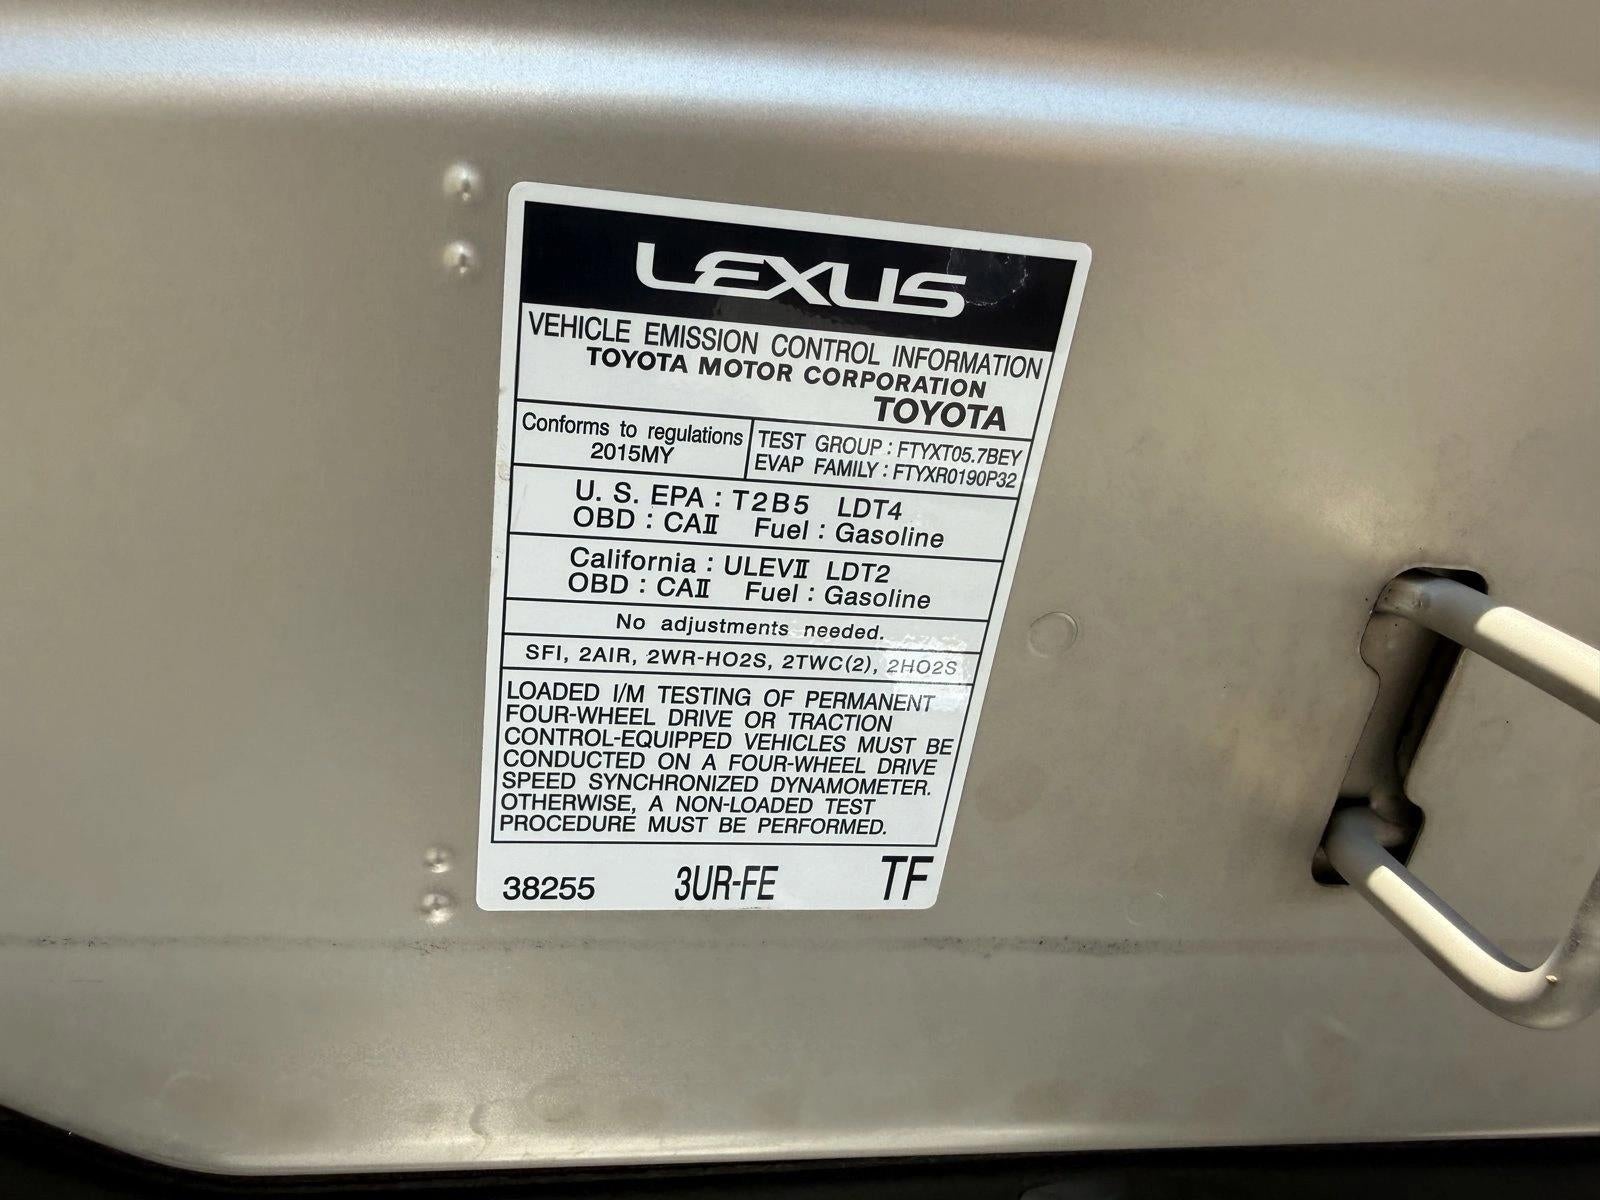 LEXUS
VEHICLE EMISSION CONTROL INFORMATION
TOYOTA MOTOR CORPORATION
TOYOTA
Conforms to regulations
2015MY
TEST GROUP : FTYXT05.7BEY
EVAP FAMILY : FTYXR0190P32
U. S. EPA : T2B5 LDT4
OBD : CAⅡ Fuel : Gasoline
California : ULEVⅡ LDT2
OBD : CAⅡ Fuel : Gasoline
No adjustments needed.
SFI, 2AIR, 2WR-HO2S, 2TWC(2), 2HO2S
LOADED I/M TESTING OF PERMANENT
FOUR-WHEEL DRIVE OR TRACTION
CONTROL-EQUIPPED VEHICLES MUST BE
CONDUCTED ON A FOUR-WHEEL DRIVE
SPEED SYNCHRONIZED DYNAMOMETER.
OTHERWISE, A NON-LOADED TEST
PROCEDURE MUST BE PERFORMED.
38255 3UR-FE TF